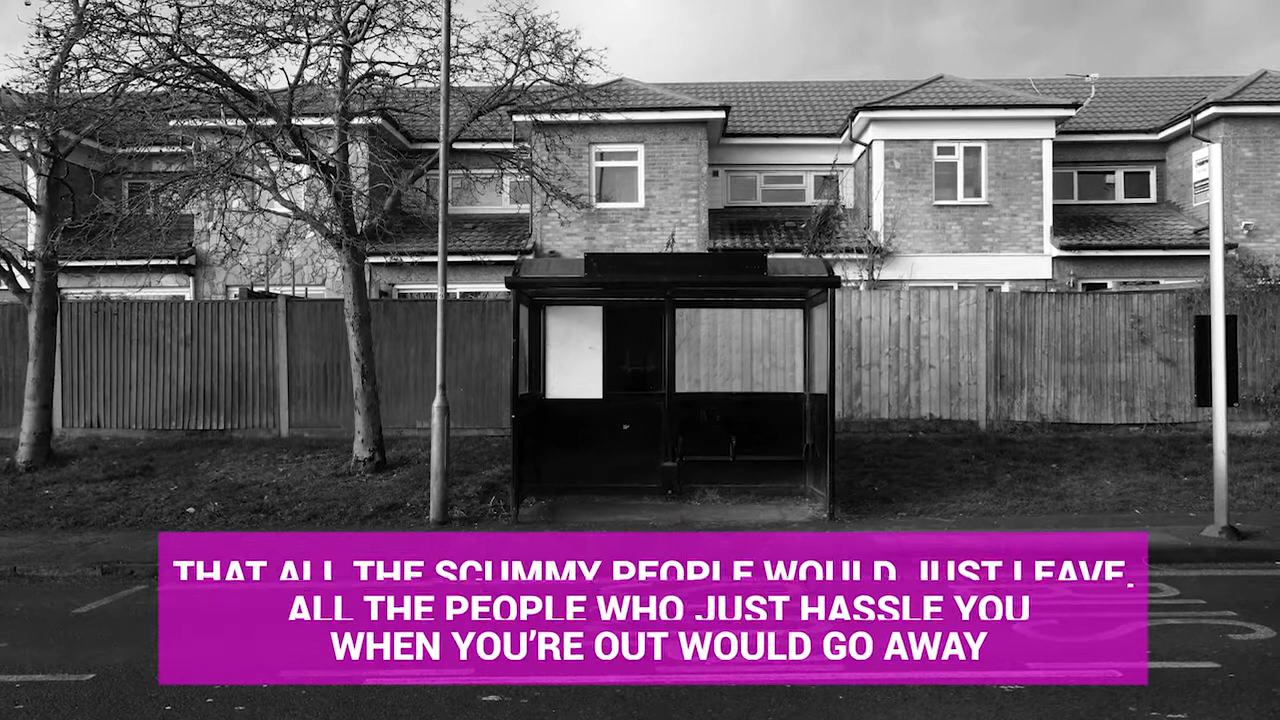 THAT ALL THE SCUMMY PEOPLE WOULD JUST LEAVE.
ALL THE PEOPLE WHO JUST HASSLE YOU
WHEN YOU'RE OUT WOULD GO AWAY